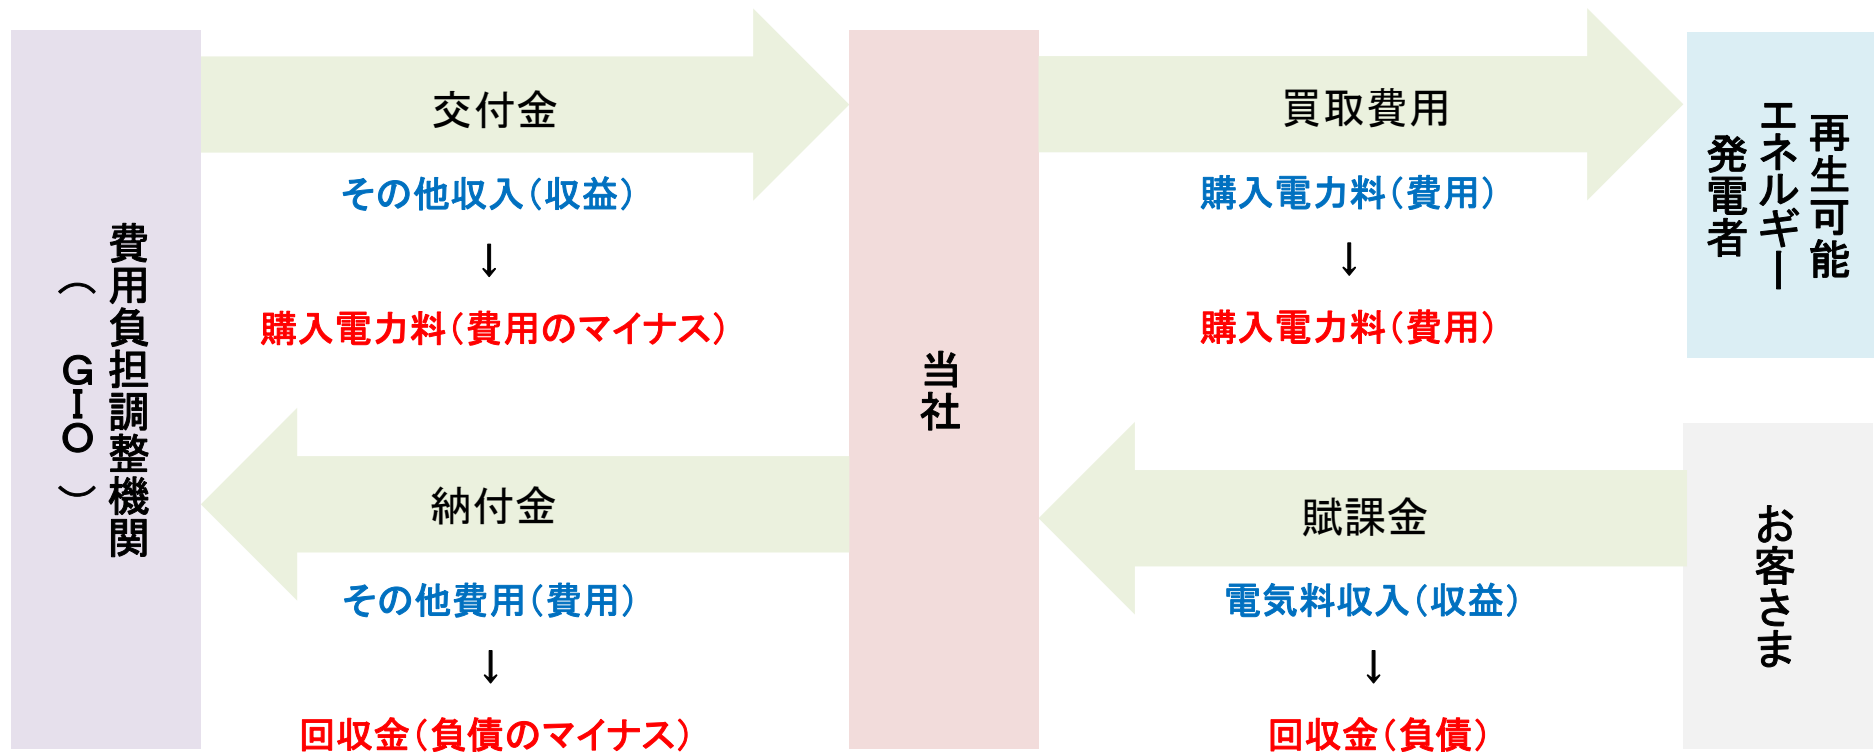 費用負担調整機関
（GIO）
交付金
その他収入（収益）
↓
購入電力料（費用のマイナス）
納付金
その他費用（費用）
↓
回収金（負債のマイナス）
当社
買取費用
購入電力料（費用）
↓
購入電力料（費用）
賦課金
電気料収入（収益）
↓
回収金（負債）
再生可能
エネルギー
発電者
お客さま